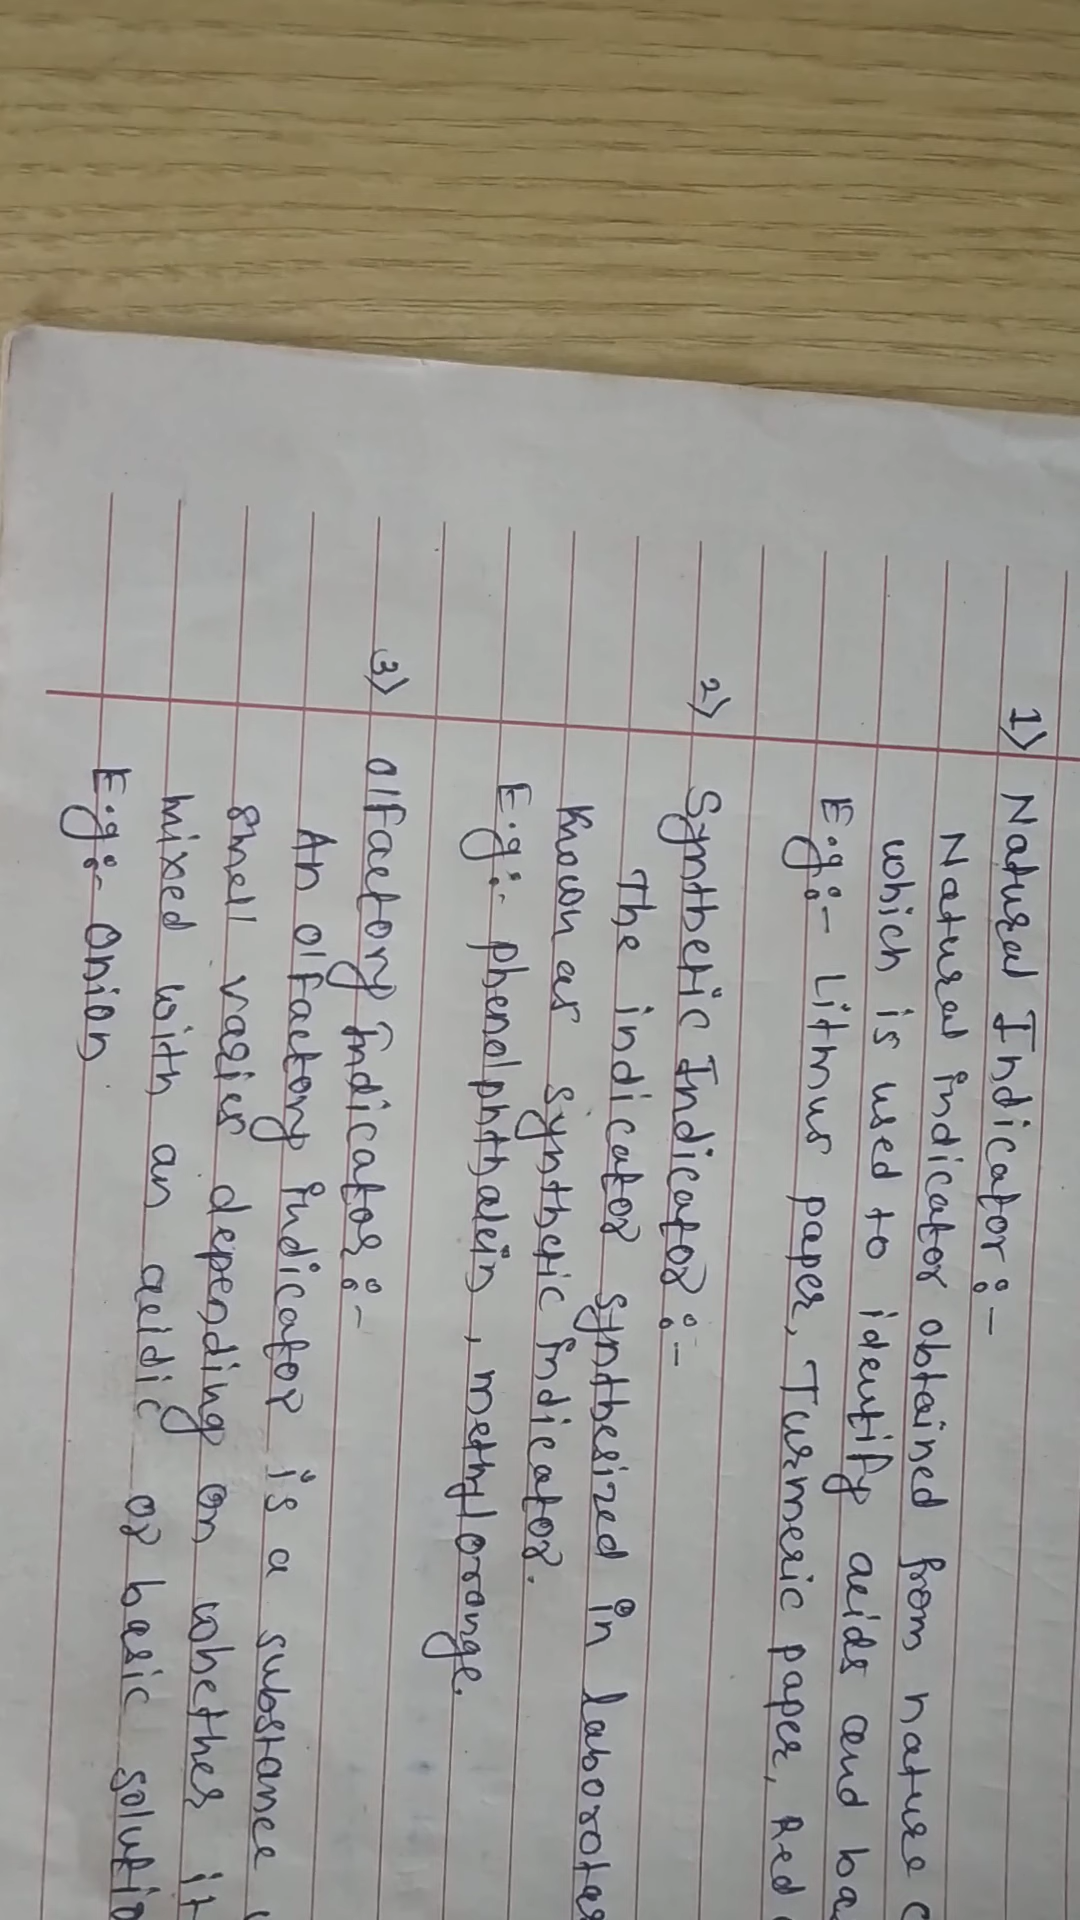 1) Natural Indicator :-
Natural indicator obtained from nature
which is used to identify acids and
E.g:- Litmus paper, Turmeric paper, Red
2) Synthetic Indicator :-
The indicator synthesized in
known as synthetic indicator.
E.g:- phenolphthalein, methyl orange.
3) olfactory indicator :-
An olfactory indicator is a substance
smell varies depending on whether it
mixed with an acidic or basic
E.g:- Onion